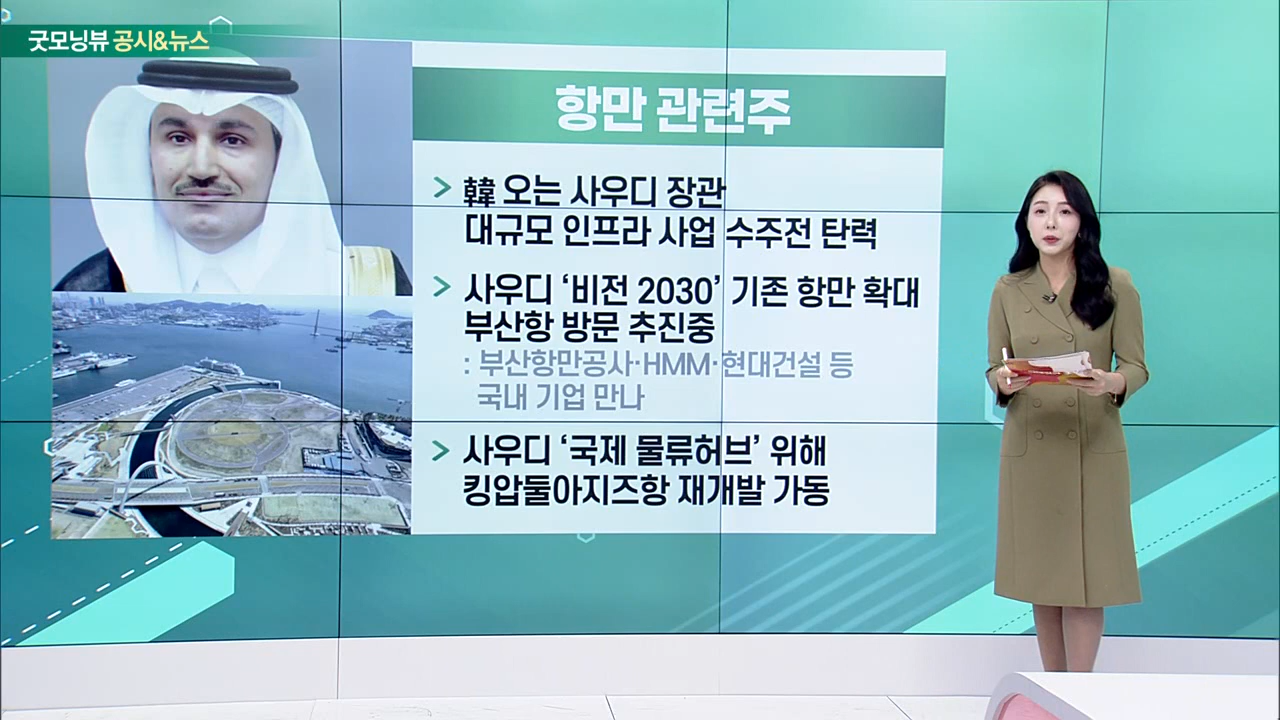 굿모닝뷰 공시&뉴스
항만 관련주
> 韓 오는 사우디 장관
대규모 인프라 사업 수주전 탄력
> 사우디 ‘비전 2030’ 기존 항만 확대
부산항 방문 추진중
: 부산항만공사·HMM·현대건설 등
국내 기업 만나
> 사우디 ‘국제 물류허브’ 위해
킹압둘아지즈항 재개발 가동